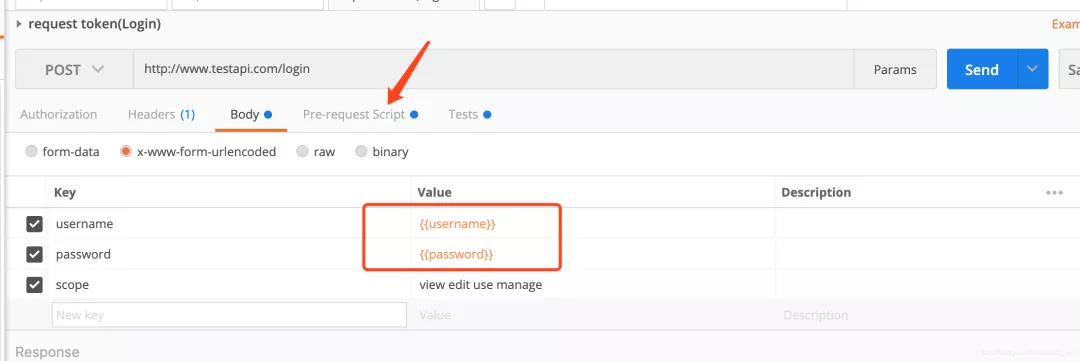 request token(Login)
Exam
POST
http://www.testapi.com/login
Params
Send
Sa
Authorization
Headers (1)
Body
Pre-request Script
Tests
form-data
x-www-form-urlencoded
raw
binary
Key
Value
Description
username
{{username}}
password
{{password}}
scope
view edit use manage
New key
Value
Description
Response